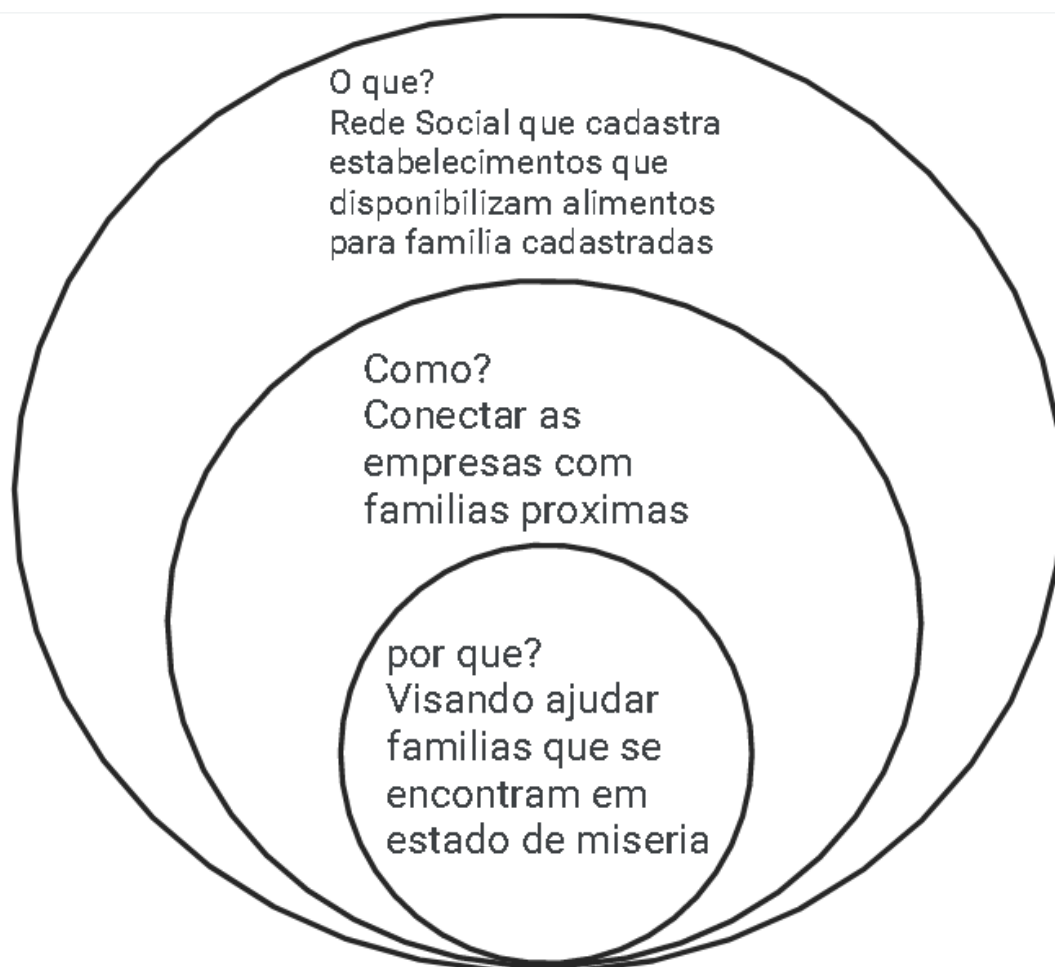 O que?
Rede Social que cadastra
estabelecimentos que
disponibilizam alimentos
para familia cadastradas
Como?
Conectar as
empresas com
familias proximas
por que?
Visando ajudar
familias que se
encontram em
estado de miseria